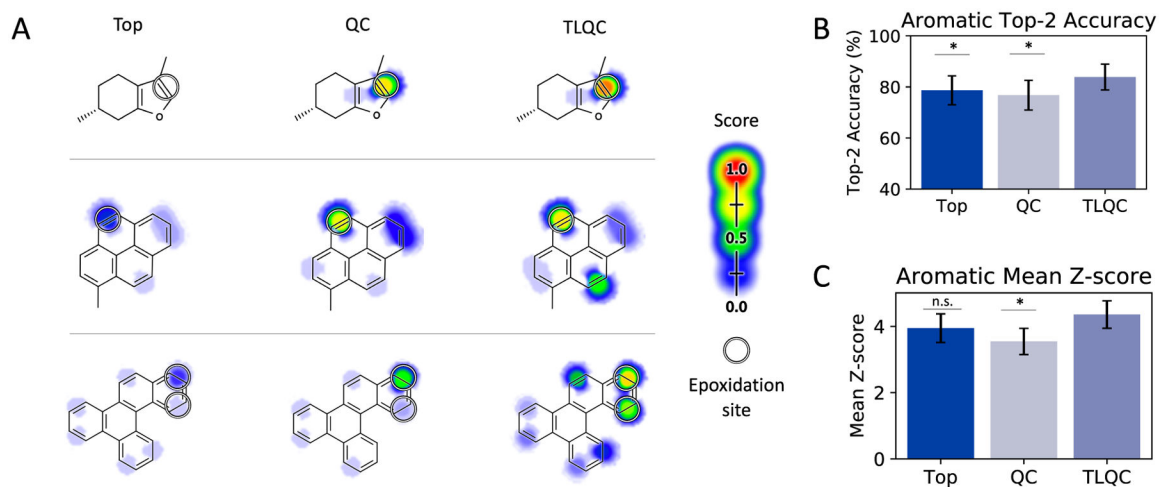 A
Top
QC
TLQC
O
O
O
Score
1.0
0.5
0.0
Epoxidation
site
B
Aromatic Top-2 Accuracy
Top-2 Accuracy (%)
100
80
60
40
*
*
Top
QC
TLQC
C
Aromatic Mean Z-score
Mean Z-score
4
2
0
n.s.
*
Top
QC
TLQC